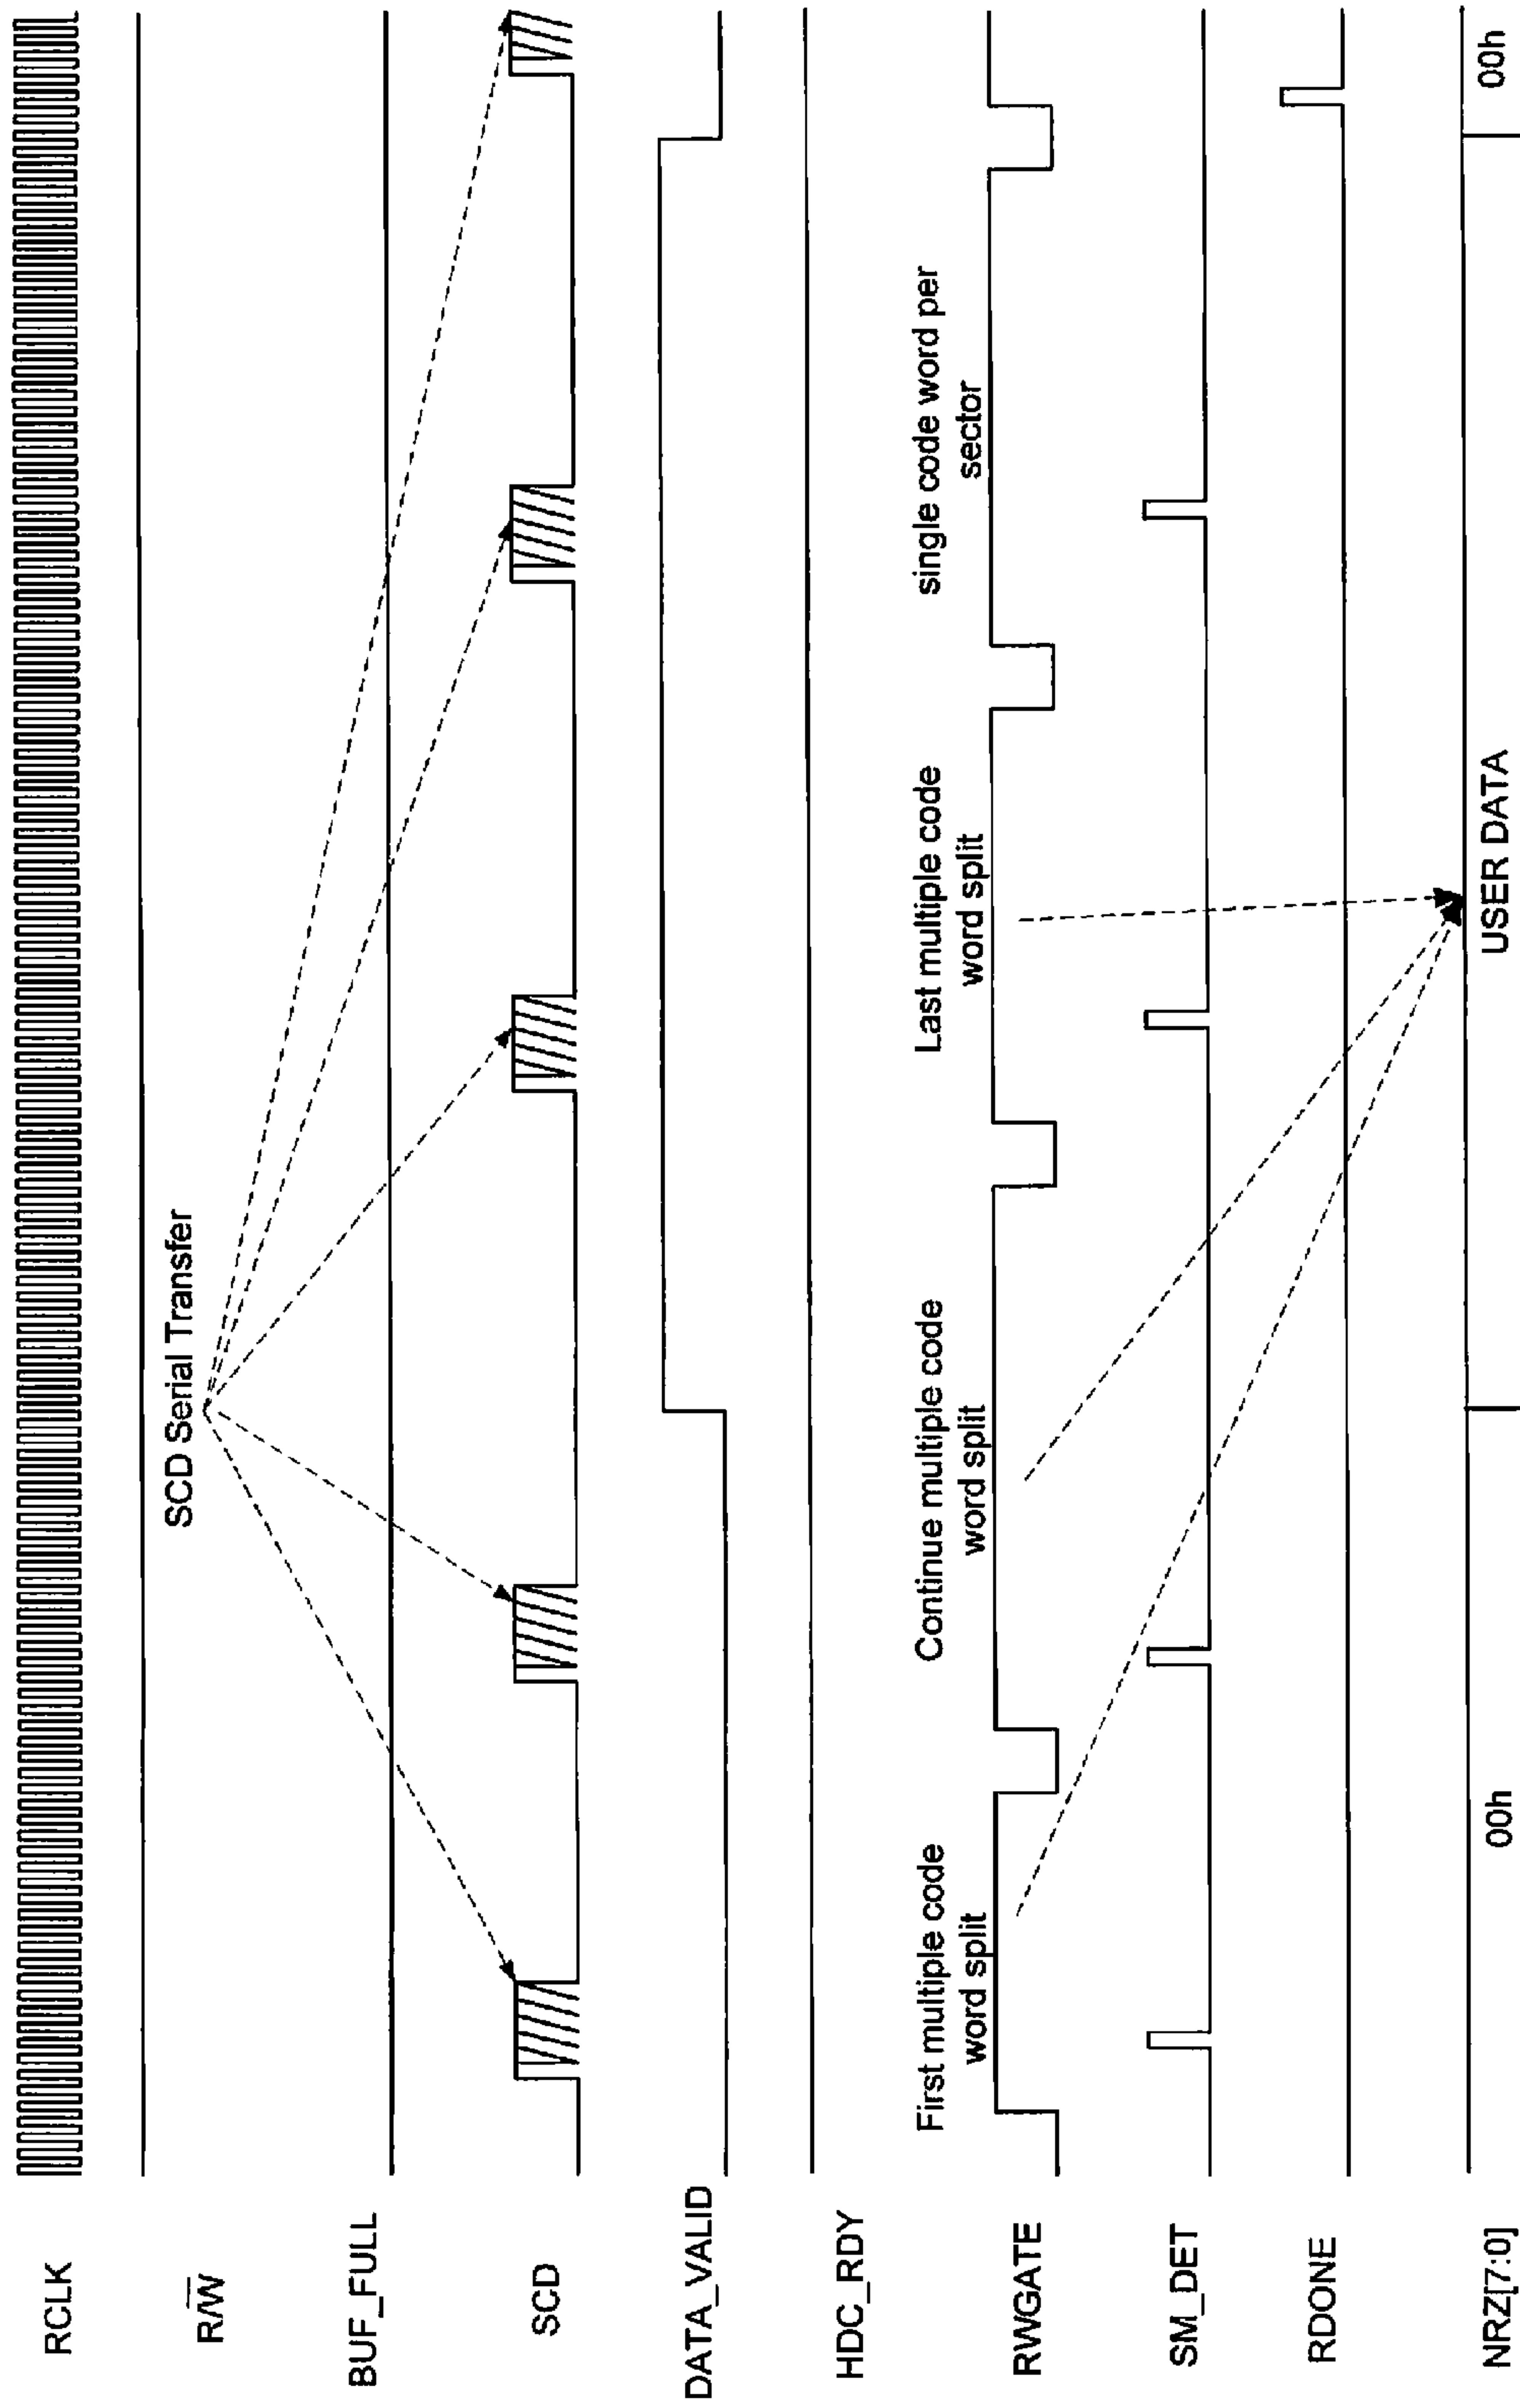 RCLK
R/W
SCD Serial Transfer
BUF_FULL
SCD
DATA_VALID
HDC_RDY
First multiple code
word split
Continue multiple code
word split
Last multiple code
word split
single code word per
sector
RWGATE
SM_DET
RDONE
NRZ[7:0]
00h
USER DATA
00h